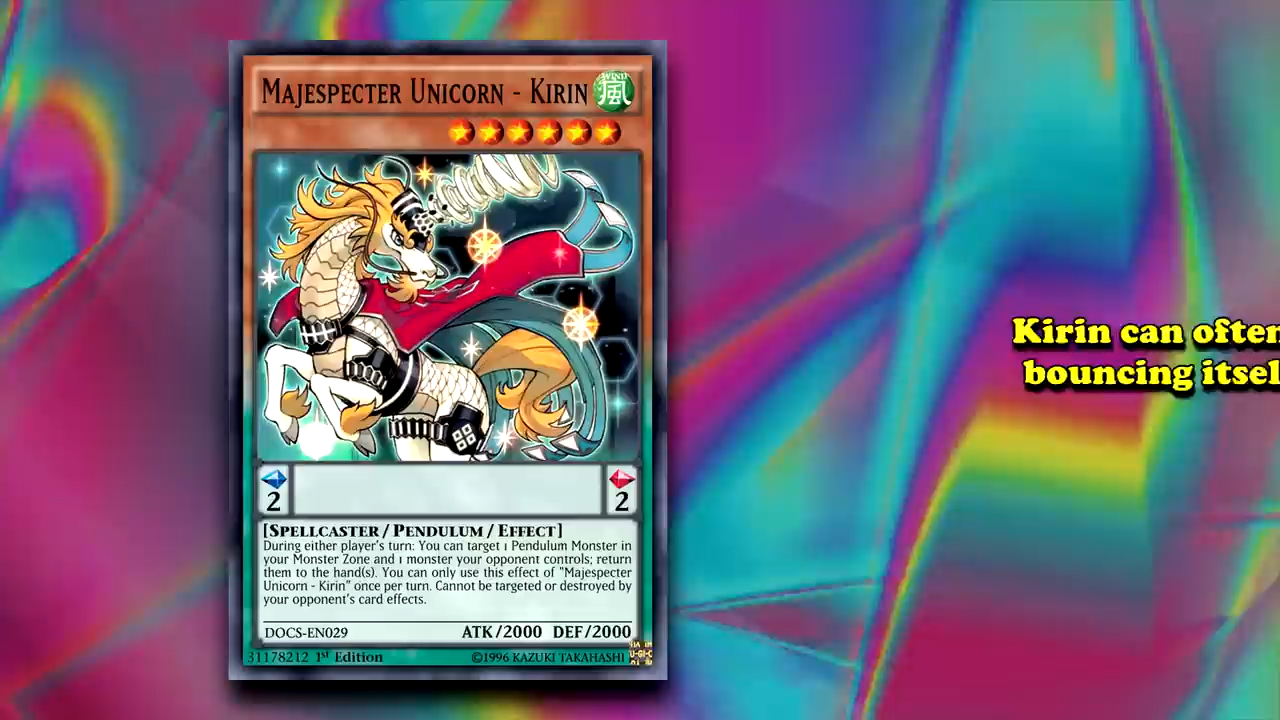 MAJESPECTER UNICORN - KIRIN
WIND
風
2
2
[SPELLCASTER / PENDULUM / EFFECT]
During either player's turn: You can target 1 Pendulum Monster in
your Monster Zone and 1 monster your opponent controls; return
them to the hand(s). You can only use this effect of "Majespecter
Unicorn - Kirin" once per turn. Cannot be targeted or destroyed by
your opponent's card effects.
DOCS-EN029
ATK/2000 DEF/2000
31178212 1st Edition
©1996 KAZUKI TAKAHASHI
Kirin can often
bouncing itsel